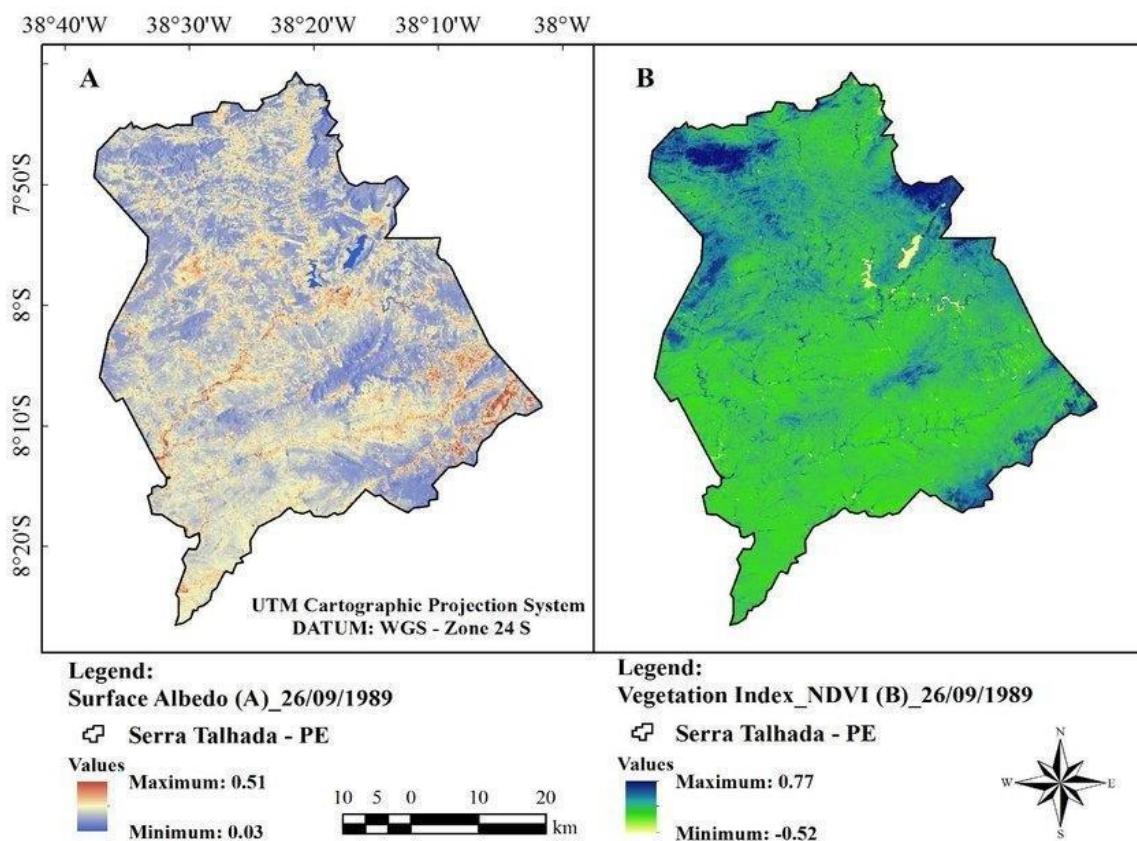 38°40'W 38°30'W 38°20'W 38°10'W 38°W
A
B
7°50'S
8°S
8°10'S
8°20'S
UTM Cartographic Projection System
DATUM: WGS - Zone 24 S
Legend:
Surface Albedo (A)_26/09/1989
Serra Talhada - PE
Values
Maximum: 0.51
Minimum: 0.03
10 5 0 10 20
km
Legend:
Vegetation Index_NDVI (B)_26/09/1989
Serra Talhada - PE
Values
Maximum: 0.77
Minimum: -0.52
N
W E
S